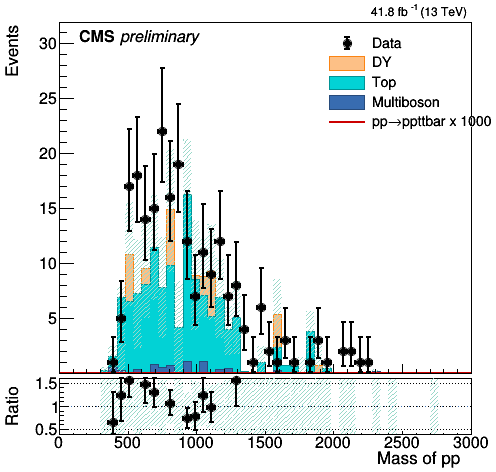 41.8 fb⁻¹ (13 TeV)
Events
CMS preliminary
Data
DY
Top
Multiboson
pp→ppttbar x 1000
30
25
20
15
10
5
0
Ratio
1.5
1
0.5
0 500 1000 1500 2000 2500 3000
Mass of pp